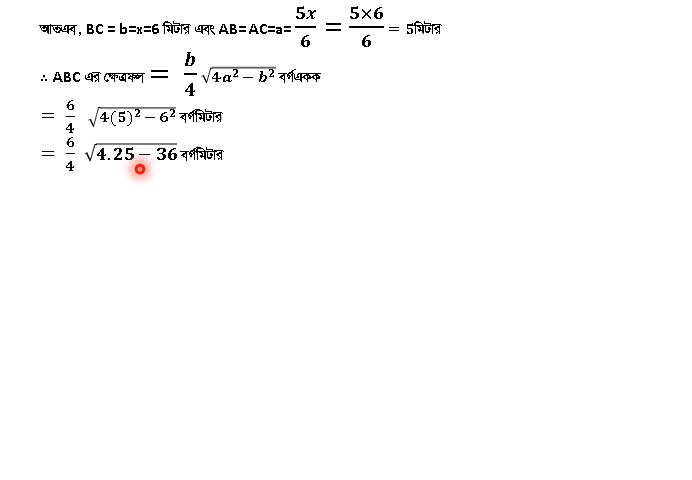 আতএব, BC = b=x=6 মিটার এবং AB= AC=a= 5x/6 = 5×6/6 = 5মিটার
∴ ABC এর ক্ষেত্রফল = b/4 √4a² − b² বর্গএকক
= 6/4 √4(5)² − 6² বর্গমিটার
= 6/4 √4.25 − 36 বর্গমিটার